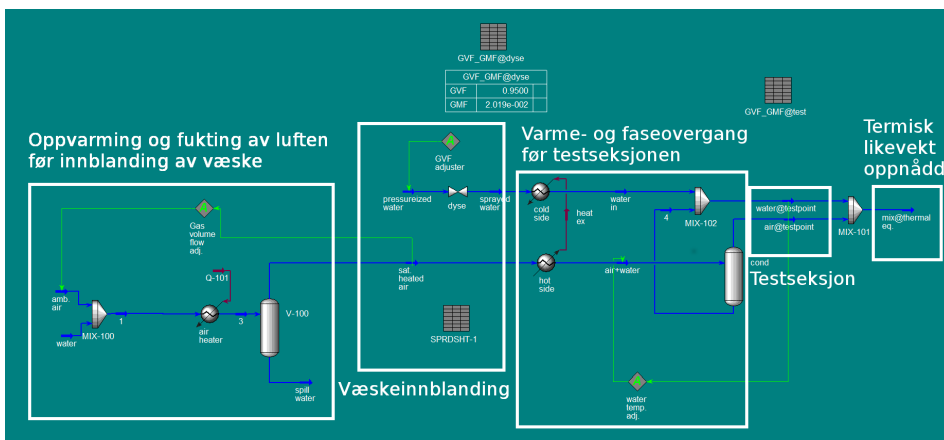 GVF_GMF@dyse
GVF_GMF@dyse
GVF 0.9500
GMF 2.019e-002
GVF_GMF@test
Oppvarming og fukting av luften
før innblanding av væske
Gas
volume
flow
adj.
Q-101
amb.
air
water
MIX-100
1
air
heater
3
V-100
spill
water
GVF
adjuster
pressureized
water
dyse
sprayed
water
sat.
heated
air
SPRDSHT-1
Væskeinnblanding
Varme- og faseovergang
før testseksjonen
cold
side
heat
ex
water
in
4
MIX-102
hot
side
air+water
cond
water
temp.
adj.
water@testpoint
air@testpoint
Testseksjon
MIX-101
Termisk
likevekt
oppnådd
mix@thermal
eq.